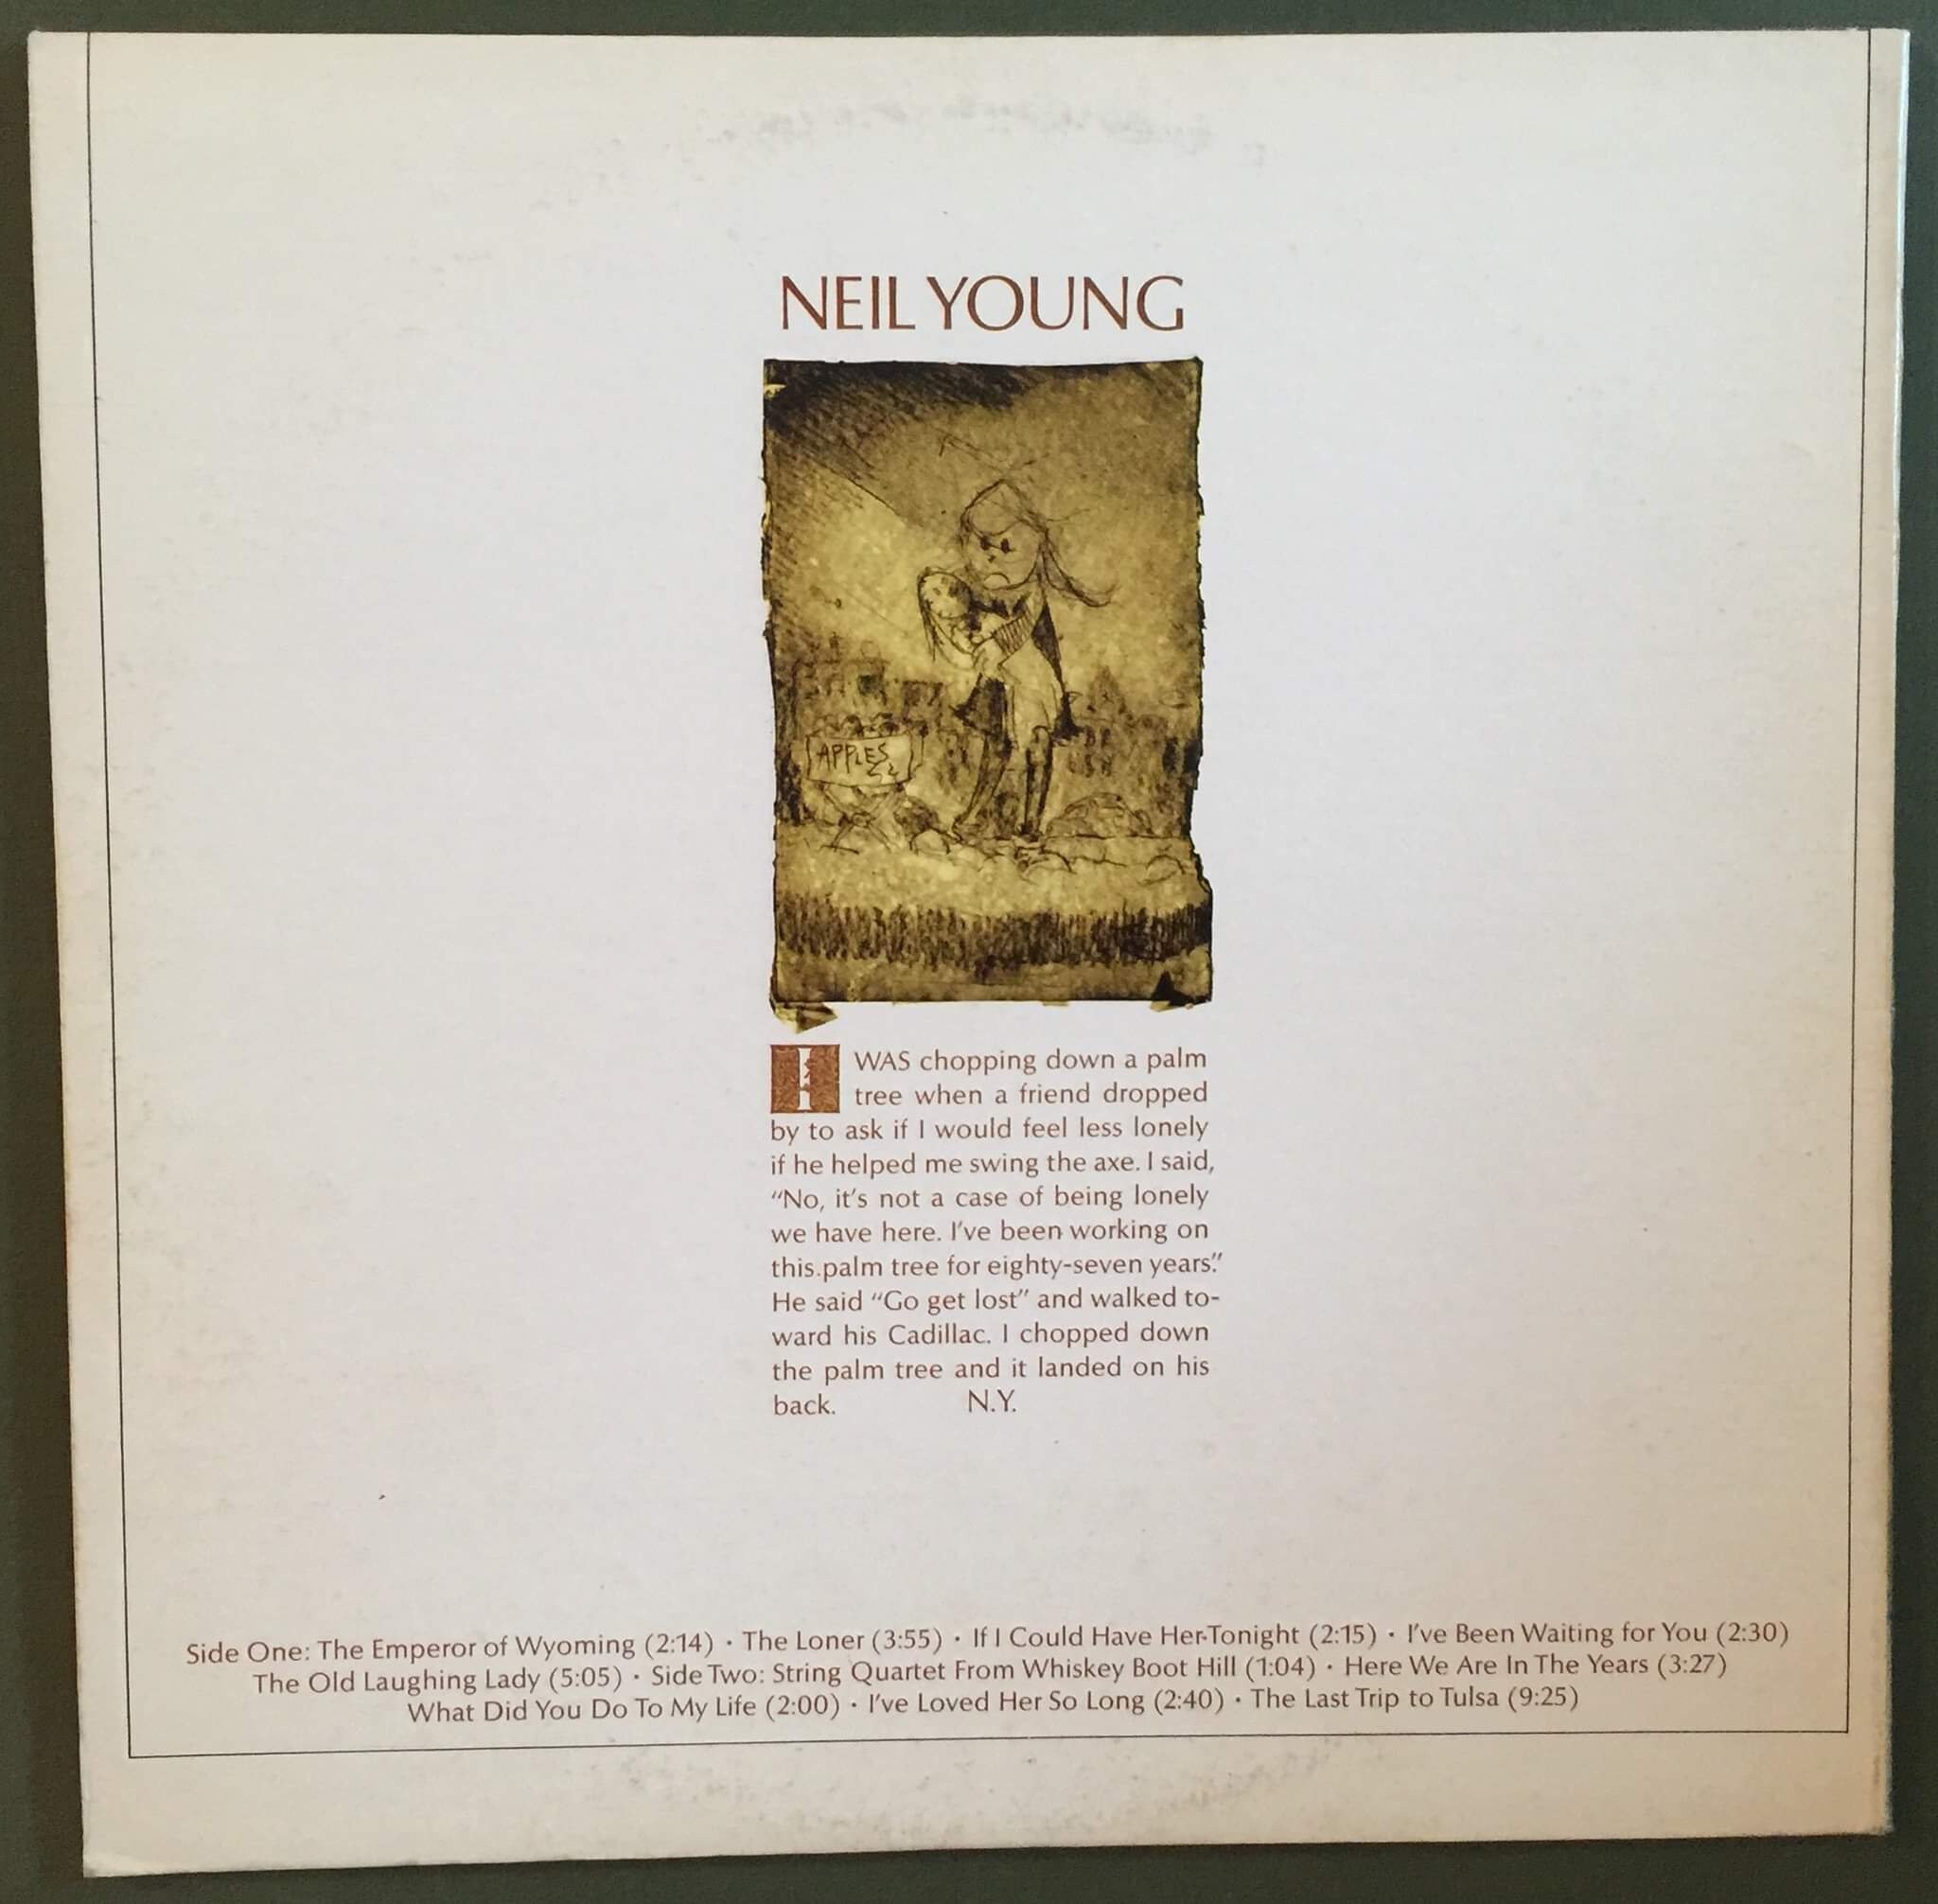 NEIL YOUNG
APPLES
I WAS chopping down a palm
tree when a friend dropped
by to ask if I would feel less lonely
if he helped me swing the axe. I said,
“No, it's not a case of being lonely
we have here. I've been working on
this palm tree for eighty-seven years.”
He said “Go get lost” and walked to-
ward his Cadillac. I chopped down
the palm tree and it landed on his
back. N.Y.
Side One: The Emperor of Wyoming (2:14) · The Loner (3:55) · If I Could Have Her Tonight (2:15) · I've Been Waiting for You (2:30)
The Old Laughing Lady (5:05) · Side Two: String Quartet From Whiskey Boot Hill (1:04) · Here We Are In The Years (3:27)
What Did You Do To My Life (2:00) · I've Loved Her So Long (2:40) · The Last Trip to Tulsa (9:25)